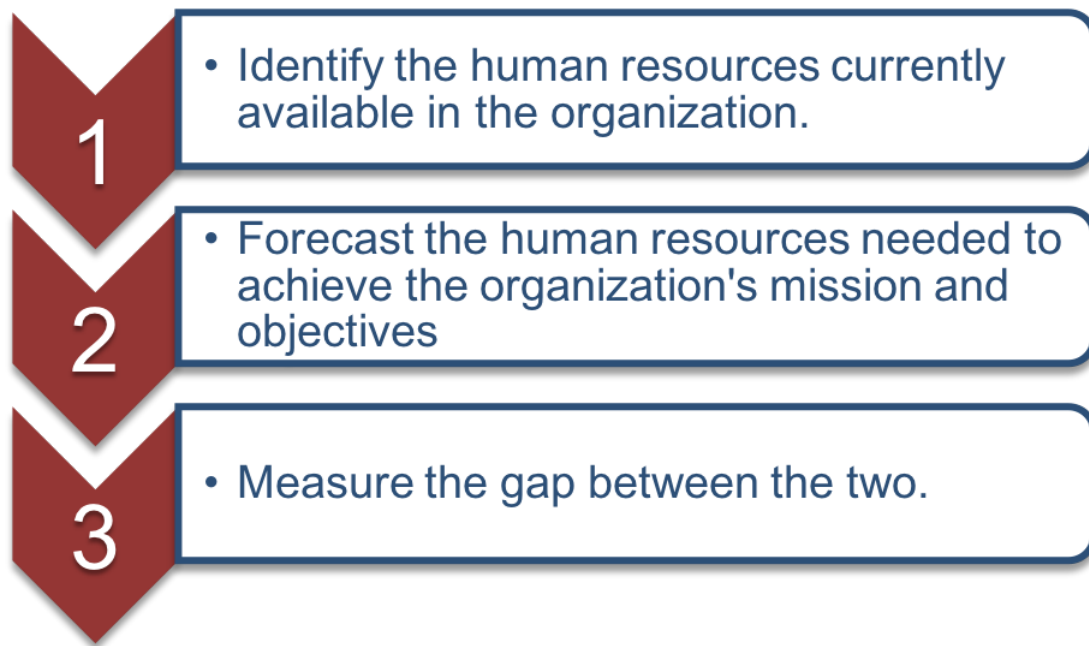 1
• Identify the human resources currently
available in the organization.
2
• Forecast the human resources needed to
achieve the organization's mission and
objectives
3
• Measure the gap between the two.